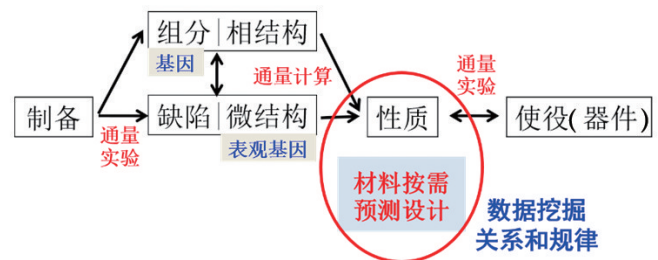 组分|相结构
基因
通量计算
通量
实验
制备
缺陷|微结构
性质
使役(器件)
通量
实验
表观基因
材料按需
预测设计
数据挖掘
关系和规律